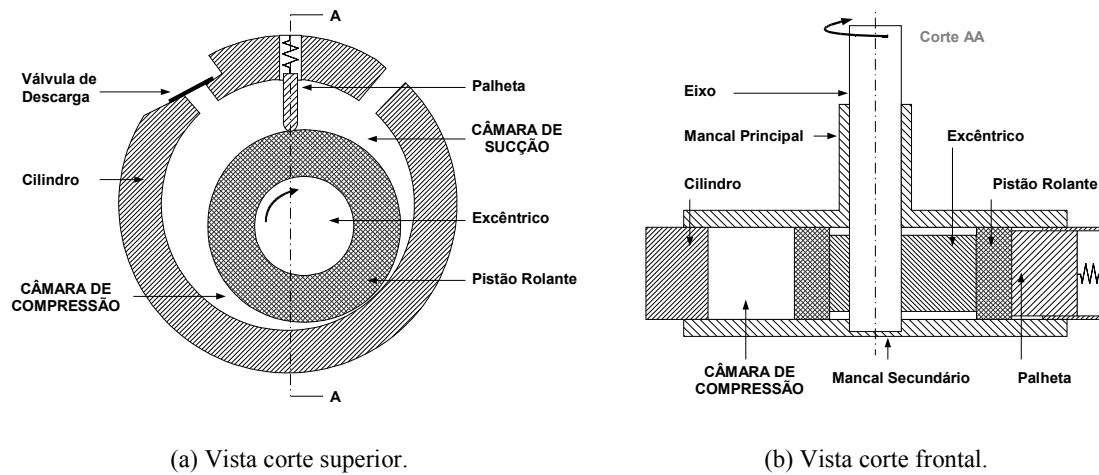 A
Válvula de
Descarga
Palheta
CÂMARA DE
SUCÇÃO
Cilindro
Excêntrico
Pistão Rolante
CÂMARA DE
COMPRESSÃO
A
Corte AA
Eixo
Mancal Principal
Excêntrico
Cilindro
Pistão Rolante
CÂMARA DE
COMPRESSÃO
Mancal Secundário
Palheta
(a) Vista corte superior.
(b) Vista corte frontal.